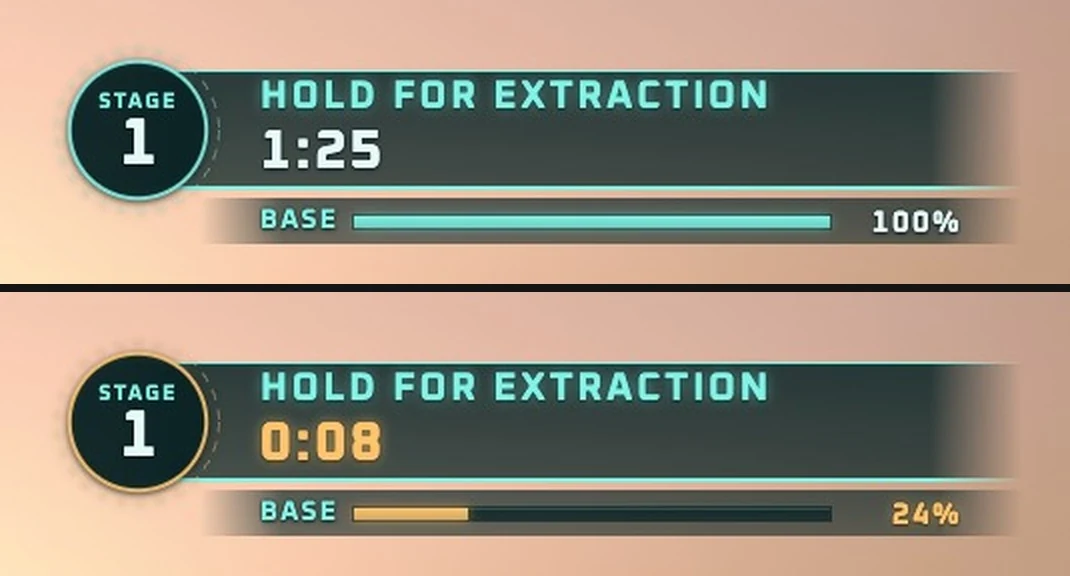 STAGE
1
HOLD FOR EXTRACTION
1:25
BASE 100%
STAGE
1
HOLD FOR EXTRACTION
0:08
BASE 24%